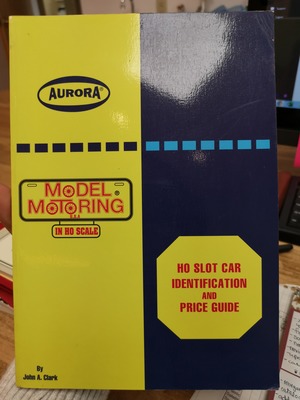 AURORA®
MODEL
MOTORING®
U.S.A
IN HO SCALE
HO SLOT CAR
IDENTIFICATION
AND
PRICE GUIDE
By
John A. Clark